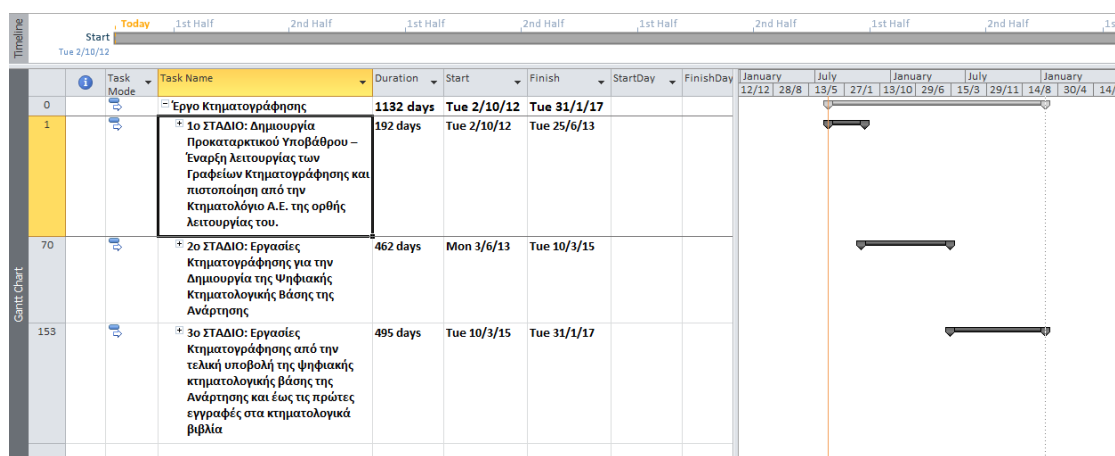 Timeline
Today 1st Half 2nd Half 1st Half 2nd Half 1st Half 2nd Half 1st Half 2nd Half
Start
Tue 2/10/12
Task Mode Task Name Duration Start Finish StartDay FinishDay January July January July January
12/12 28/8 13/5 27/1 13/10 29/6 15/3 29/11 14/8 30/4
Gantt Chart
0 Έργο Κτηματογράφησης 1132 days Tue 2/10/12 Tue 31/1/17
1 1ο ΣΤΑΔΙΟ: Δημιουργία 192 days Tue 2/10/12 Tue 25/6/13
Προκαταρκτικού Υποβάθρου –
Έναρξη λειτουργίας των
Γραφείων Κτηματογράφησης και
πιστοποίηση από την
Κτηματολόγιο Α.Ε. της ορθής
λειτουργίας του.
70 2ο ΣΤΑΔΙΟ: Εργασίες 462 days Mon 3/6/13 Tue 10/3/15
Κτηματογράφησης για την
Δημιουργία της Ψηφιακής
Κτηματολογικής Βάσης της
Ανάρτησης
153 3ο ΣΤΑΔΙΟ: Εργασίες 495 days Tue 10/3/15 Tue 31/1/17
Κτηματογράφησης από την
τελική υποβολή της ψηφιακής
κτηματολογικής βάσης της
Ανάρτησης και έως τις πρώτες
εγγραφές στα κτηματολογικά
βιβλία